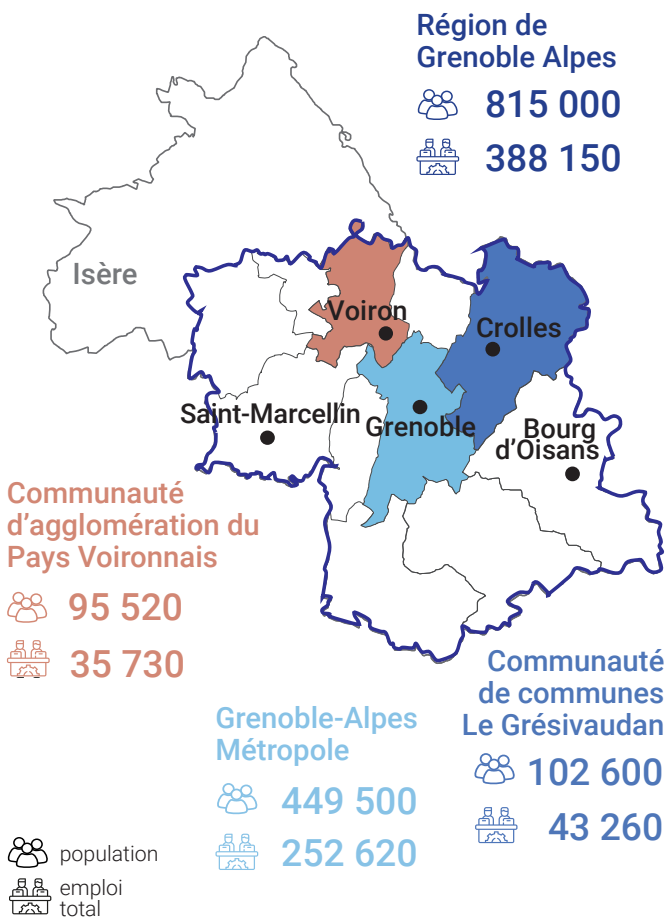 Région de
Grenoble Alpes
815 000
388 150
Isère
Voiron
Crolles
Saint-Marcellin
Grenoble
Bourg
d'Oisans
Communauté
d'agglomération du
Pays Voironnais
95 520
35 730
Communauté
de communes
Le Grésivaudan
102 600
43 260
Grenoble-Alpes
Métropole
449 500
252 620
population
emploi
total